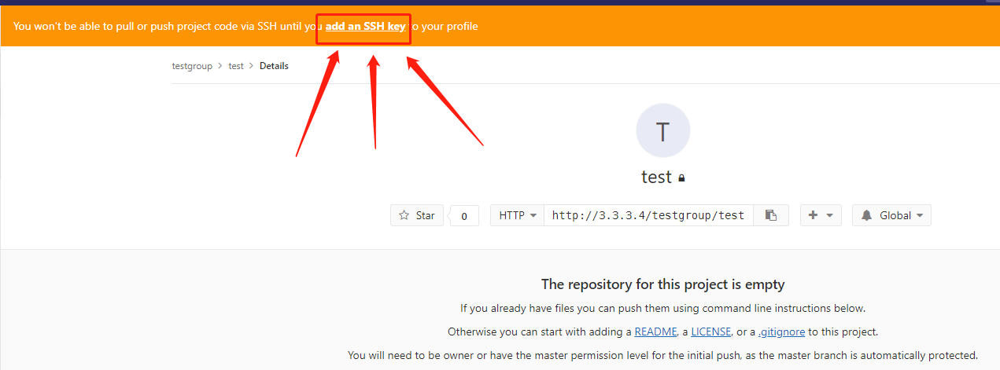 You won't be able to pull or push project code via SSH until you add an SSH key to your profile
testgroup > test > Details
T
test
Star 0 HTTP http://3.3.3.4/testgroup/test + Global
The repository for this project is empty
If you already have files you can push them using command line instructions below.
Otherwise you can start with adding a README, a LICENSE, or a .gitignore to this project.
You will need to be owner or have the master permission level for the initial push, as the master branch is automatically protected.